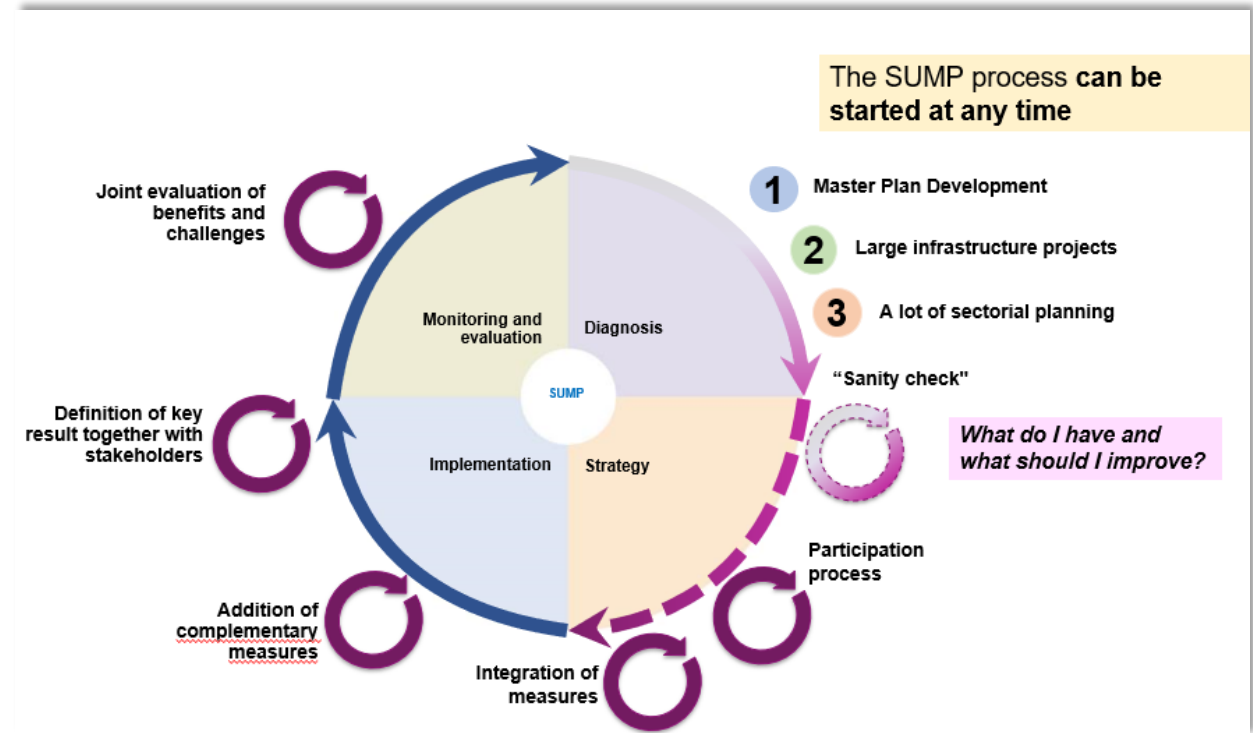 The SUMP process can be
started at any time
1 Master Plan Development
2 Large infrastructure projects
3 A lot of sectorial planning
“Sanity check"
What do I have and
what should I improve?
Participation
process
Integration of
measures
Addition of
complementary
measures
Definition of key
result together with
stakeholders
Joint evaluation of
benefits and
challenges
Monitoring and
evaluation
Diagnosis
SUMP
Implementation
Strategy